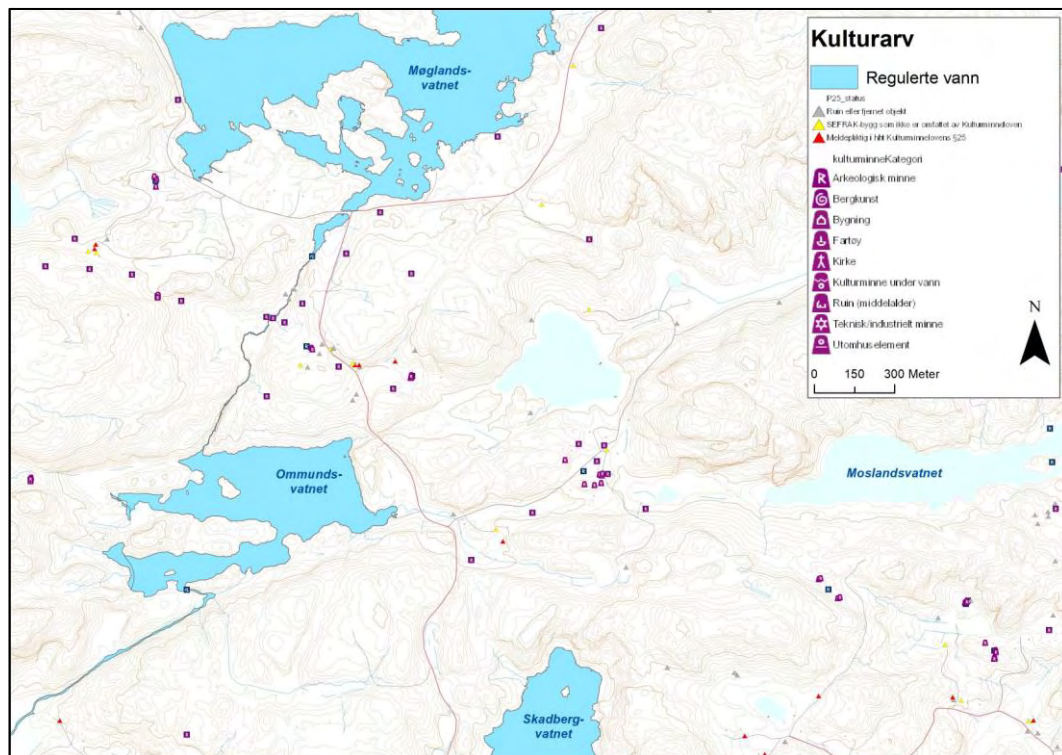 Møglands-
vatnet
Ommunds-
vatnet
Moslandsvatnet
Skadberg-
vatnet
Kulturarv
Regulerte vann
P25_status
Ruin eller fjernet objekt
SEFRAK-bygg som ikke er omfattet av Kulturminneloven
Meldepliktig i hht Kulturminnelovens §25
kulturminneKategori
Arkeologisk minne
Bergkunst
Bygning
Fartøy
Kirke
Kulturminne under vann
Ruin (middelalder)
Teknisk/industrielt minne
Utomhuselement
N
0 150 300 Meter